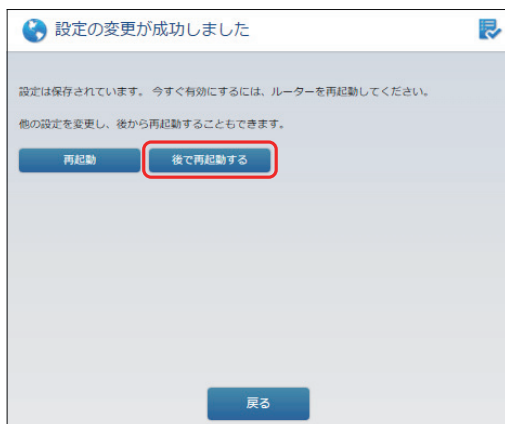 設定の変更が成功しました
設定は保存されています。 今すぐ有効にするには、ルーターを再起動してください。
他の設定を変更し、後から再起動することもできます。
再起動 後で再起動する
戻る